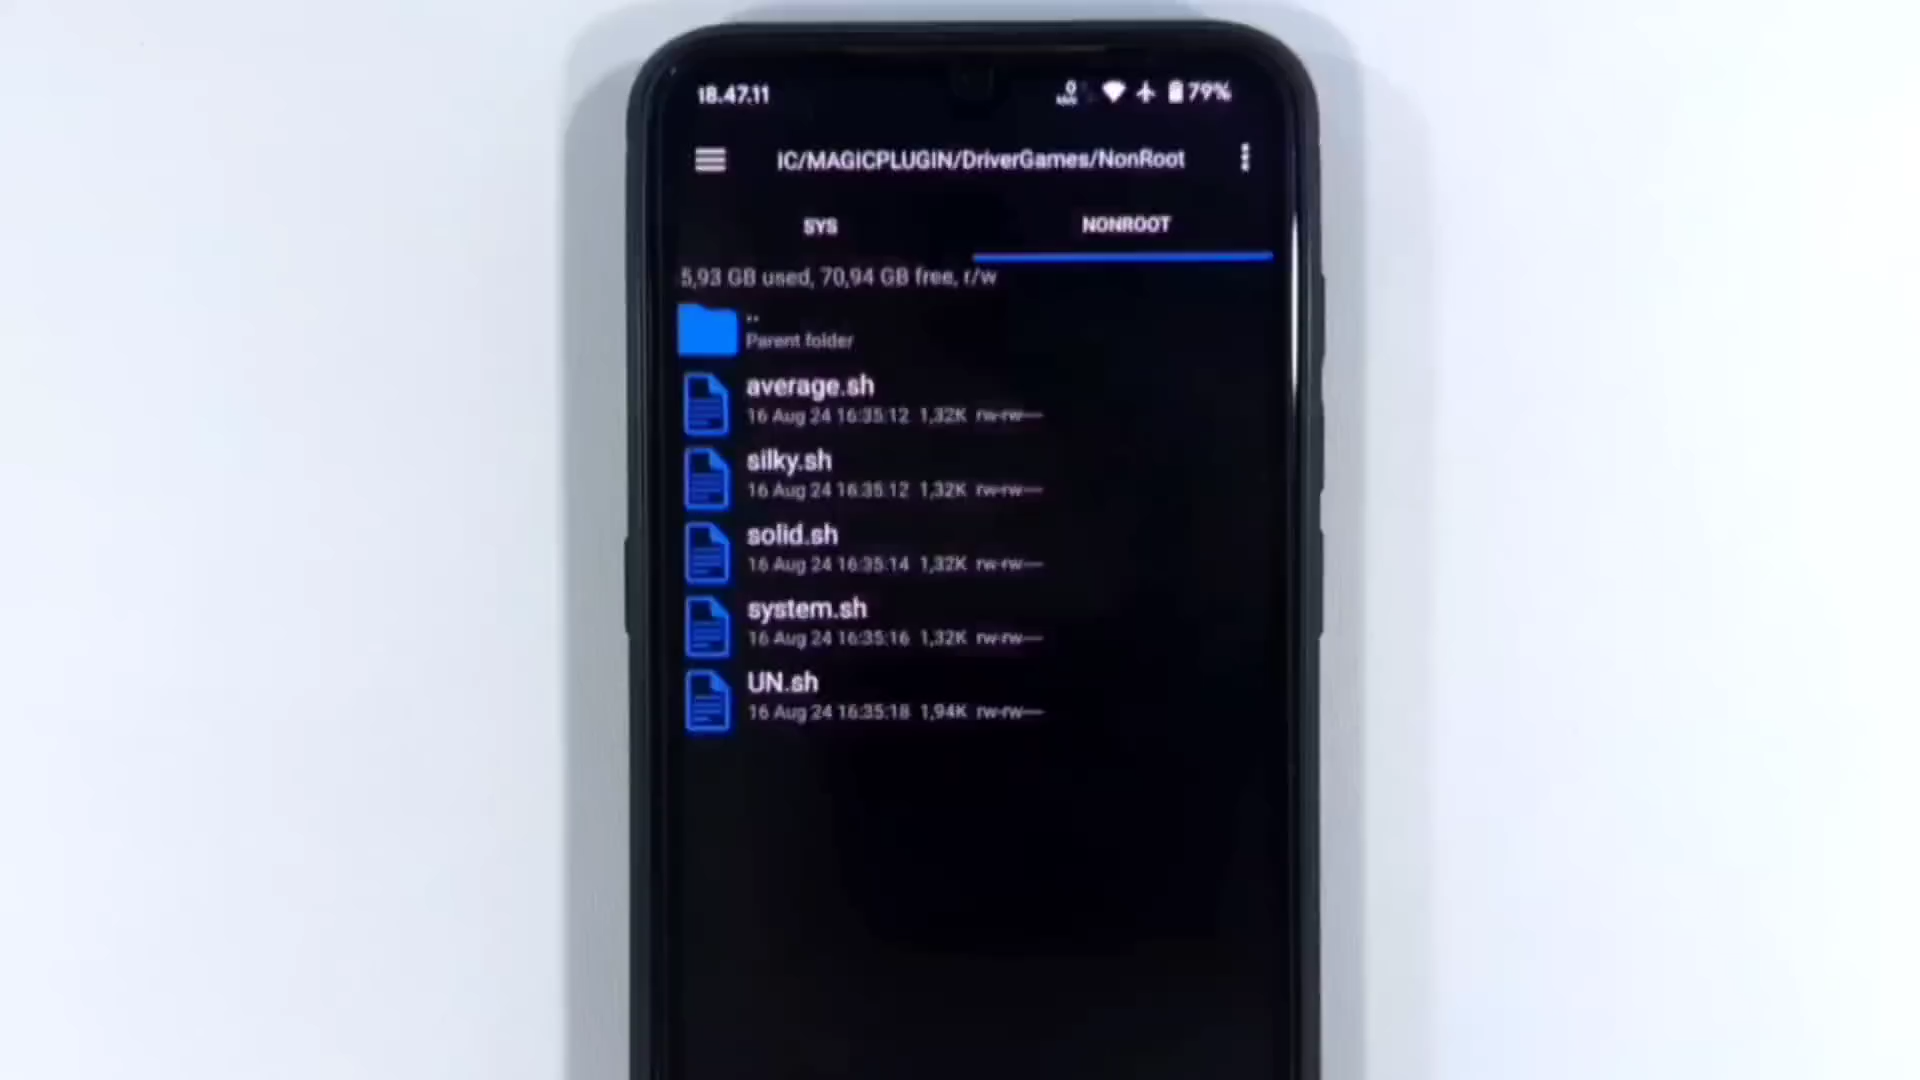 18.47.11
0
79%
iC/MAGICPLUGIN/DriverGames/NonRoot
SYS
NONROOT
5,93 GB used, 70,94 GB free, r/w
..
Parent folder
average.sh
16 Aug 24 16:35:12 1,32K rw-rw----
silky.sh
16 Aug 24 16:35:12 1,32K rw-rw----
solid.sh
16 Aug 24 16:35:14 1,32K rw-rw----
system.sh
16 Aug 24 16:35:16 1,32K rw-rw----
UN.sh
16 Aug 24 16:35:18 1,94K rw-rw----